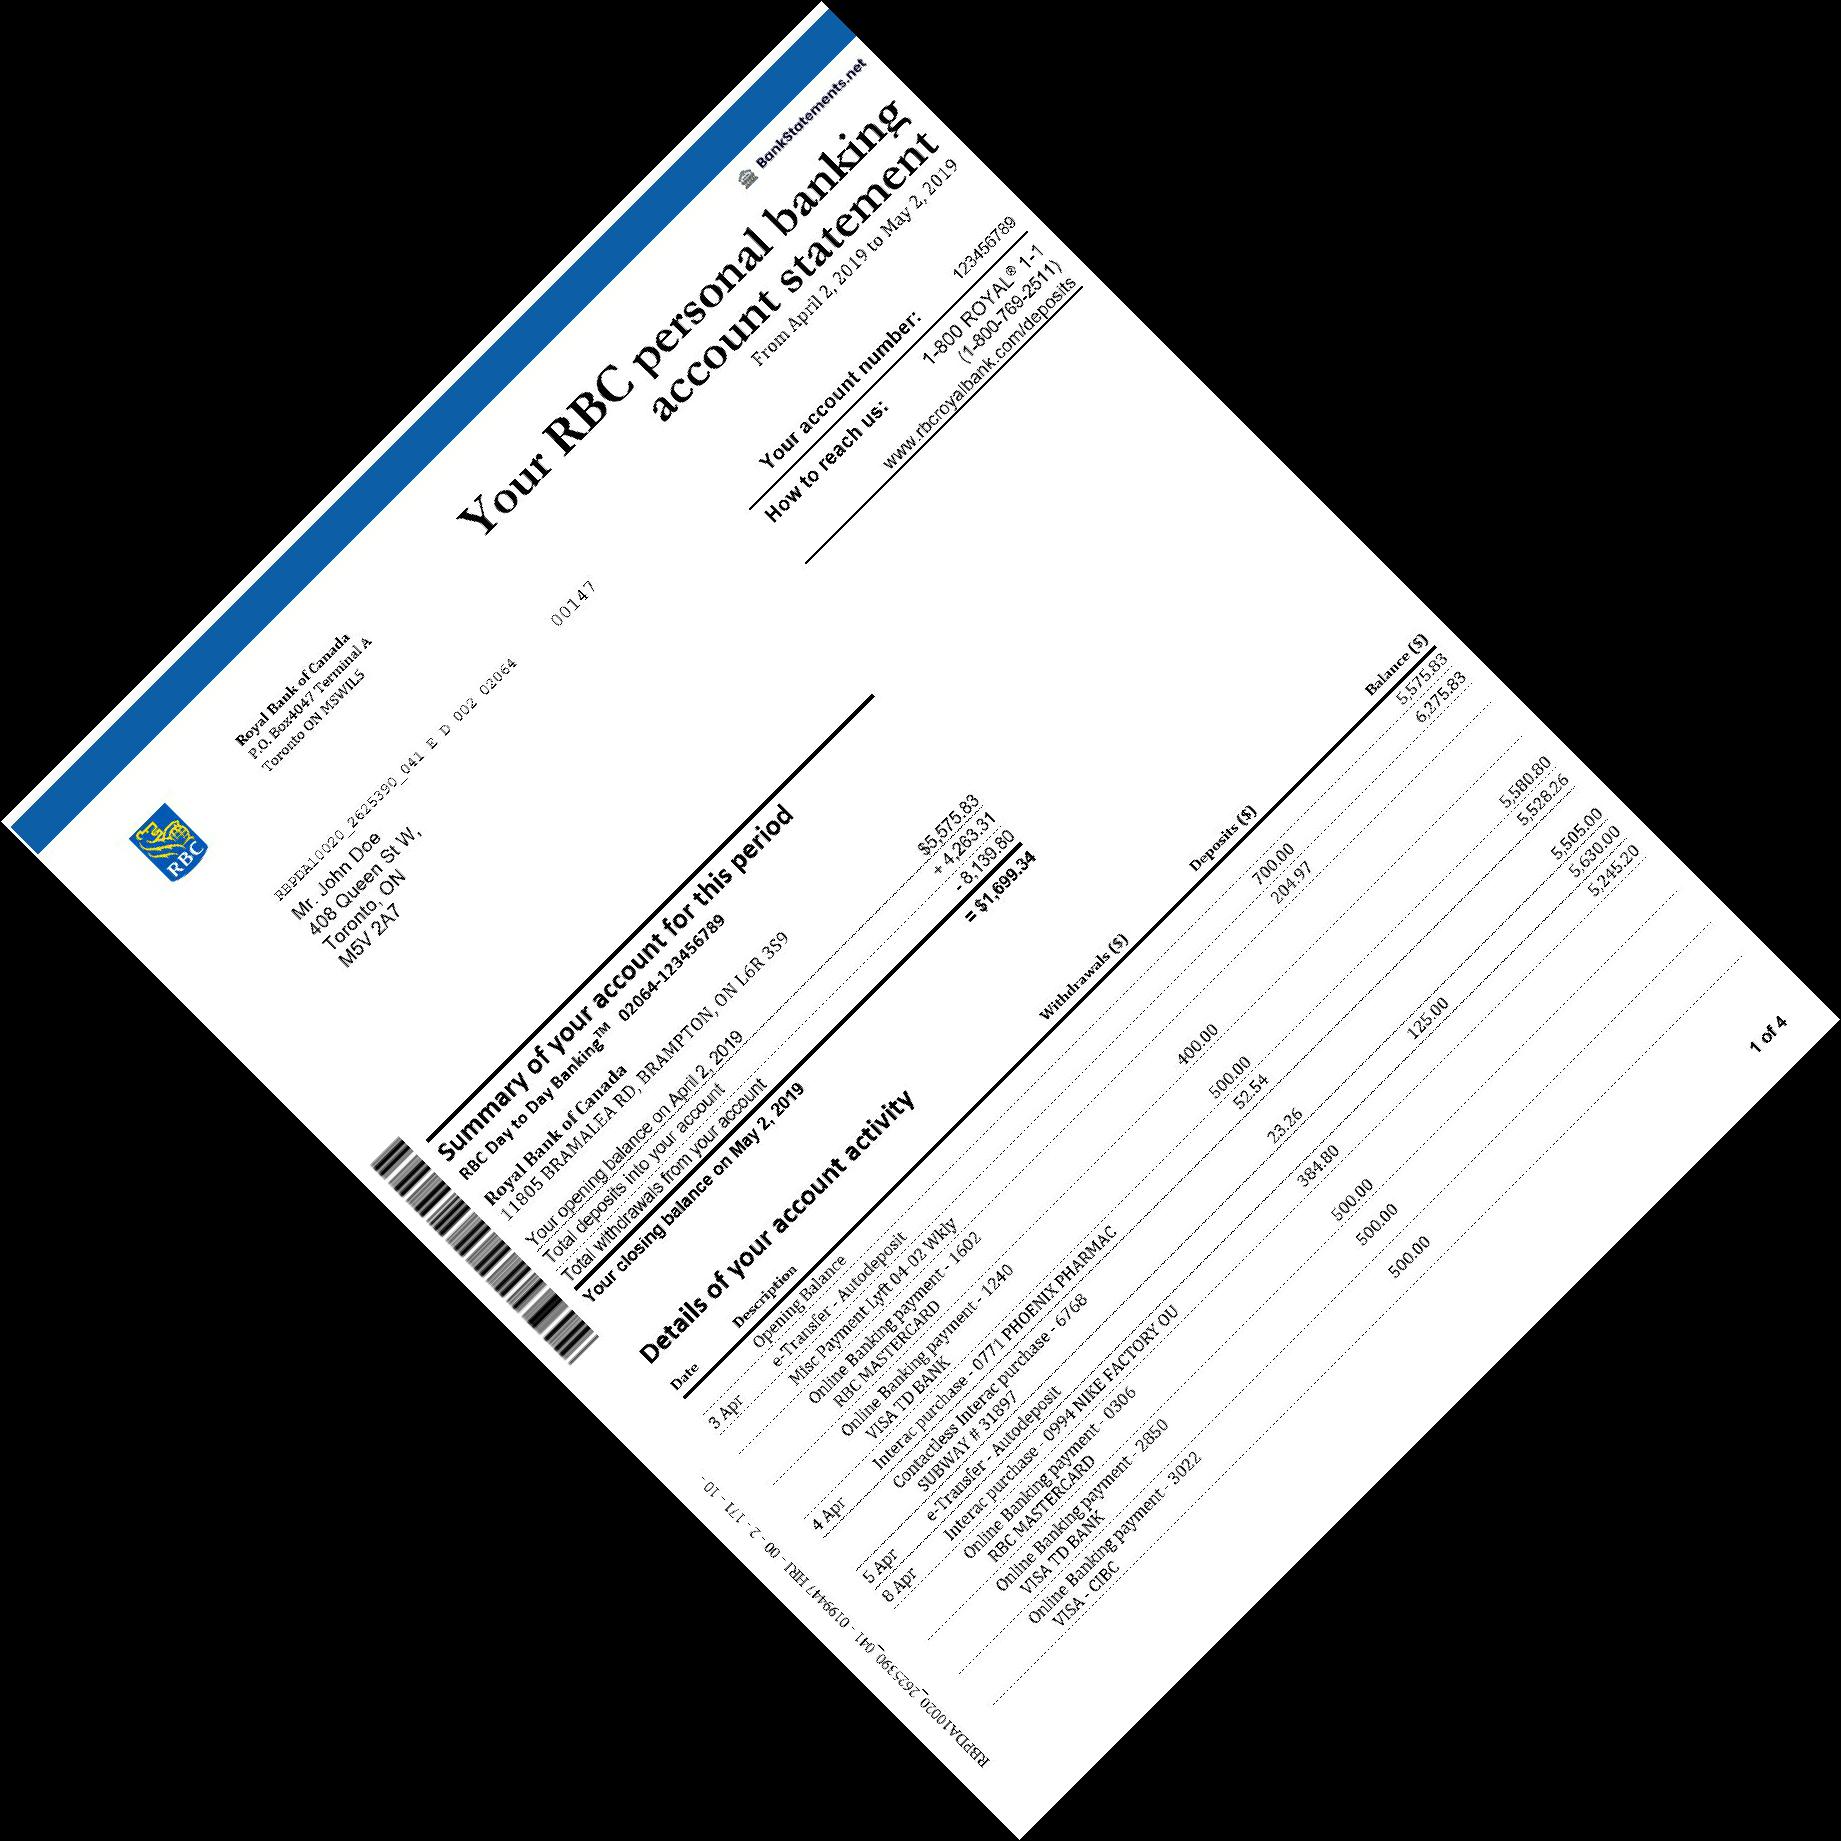 BankStatements.net
Your RBC personal banking
account statement
From April 2, 2019 to May 2, 2019
RBC
Royal Bank of Canada
P.O. Box4047 Terminal A
Toronto ON MSWIL5
Your account number: 123456789
How to reach us: 1-800 ROYAL® 1-1
(1-800-769-2511)
www.rbcroyalbank.com/deposits
RBPDA10020_2625390_041 E D 002 02064 00147
Mr. John Doe
408 Queen St W,
Toronto, ON
M5V 2A7
Summary of your account for this period
RBC Day to Day Banking™ 02064-123456789
Royal Bank of Canada
11805 BRAMALEA RD, BRAMPTON, ON L6R 3S9
Your opening balance on April 2, 2019 $5,575.83
Total deposits into your account + 4,263.31
Total withdrawals from your account - 8,139.80
Your closing balance on May 2, 2019 = $1,699.34
Details of your account activity
Date Description Withdrawals ($) Deposits ($) Balance ($)
Opening Balance 5,575.83
3 Apr e-Transfer - Autodeposit 700.00 6,275.83
Misc Payment Lyft 04-02 Wkly 204.97
Online Banking payment - 1602 400.00
RBC MASTERCARD
Online Banking payment - 1240 500.00 5,580.80
VISA TD BANK
4 Apr Interac purchase - 0771 PHOENIX PHARMAC 52.54 5,528.26
Contactless Interac purchase - 6768 23.26 5,505.00
SUBWAY # 31897
5 Apr e-Transfer - Autodeposit 125.00 5,630.00
8 Apr Interac purchase - 0994 NIKE FACTORY OU 384.80 5,245.20
Online Banking payment - 0306 500.00
RBC MASTERCARD
Online Banking payment - 2850 500.00
VISA TD BANK
Online Banking payment - 3022 500.00
VISA - CIBC
RBPDA10020_2625390_041 - 0199447 HRI - 00 - 2 - 171 - 10 -
1 of 4